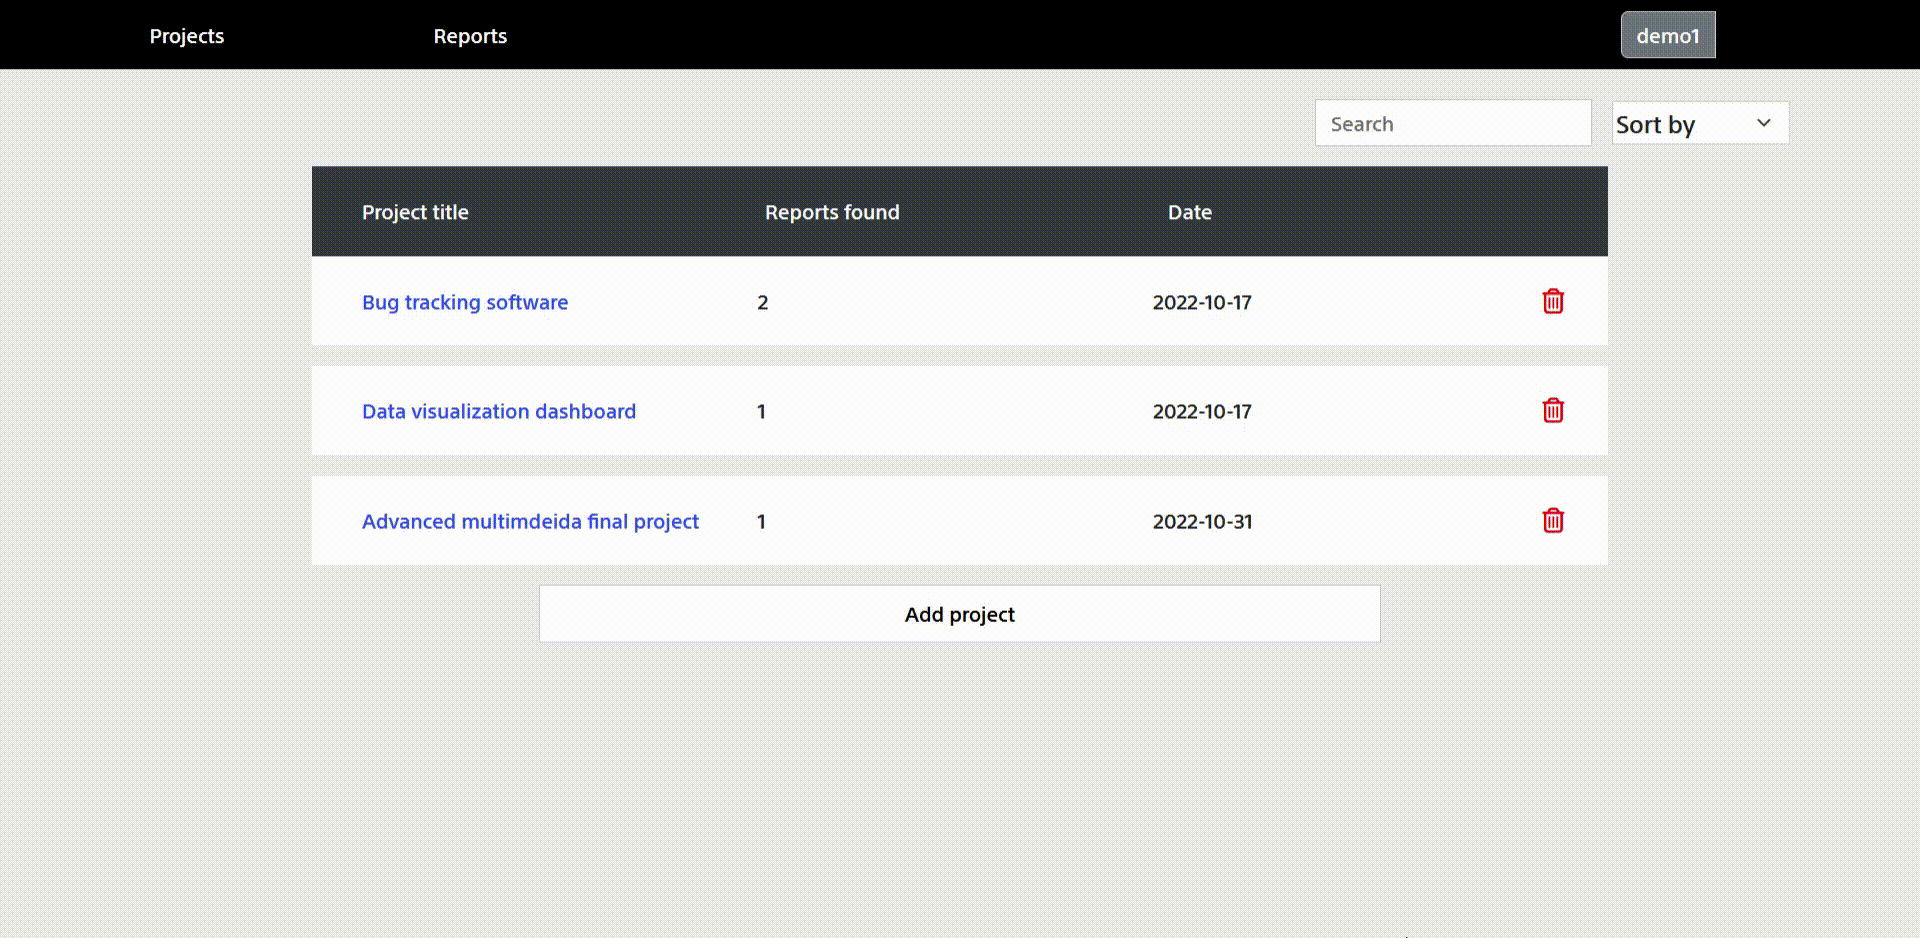 Projects Reports demo1
Search Sort by
Project title Reports found Date
Bug tracking software 2 2022-10-17
Data visualization dashboard 1 2022-10-17
Advanced multimdeida final project 1 2022-10-31
Add project